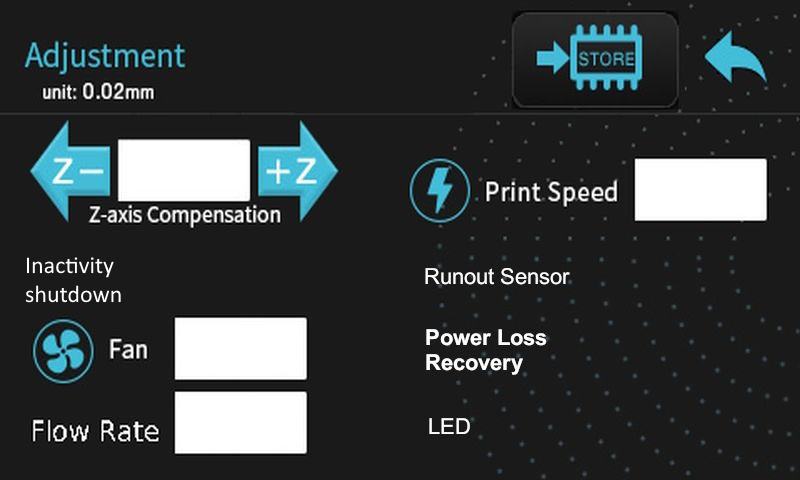 Adjustment
unit: 0.02mm
STORE
Z−
+Z
Z-axis Compensation
Print Speed
Inactivity
shutdown
Runout Sensor
Fan
Power Loss
Recovery
Flow Rate
LED